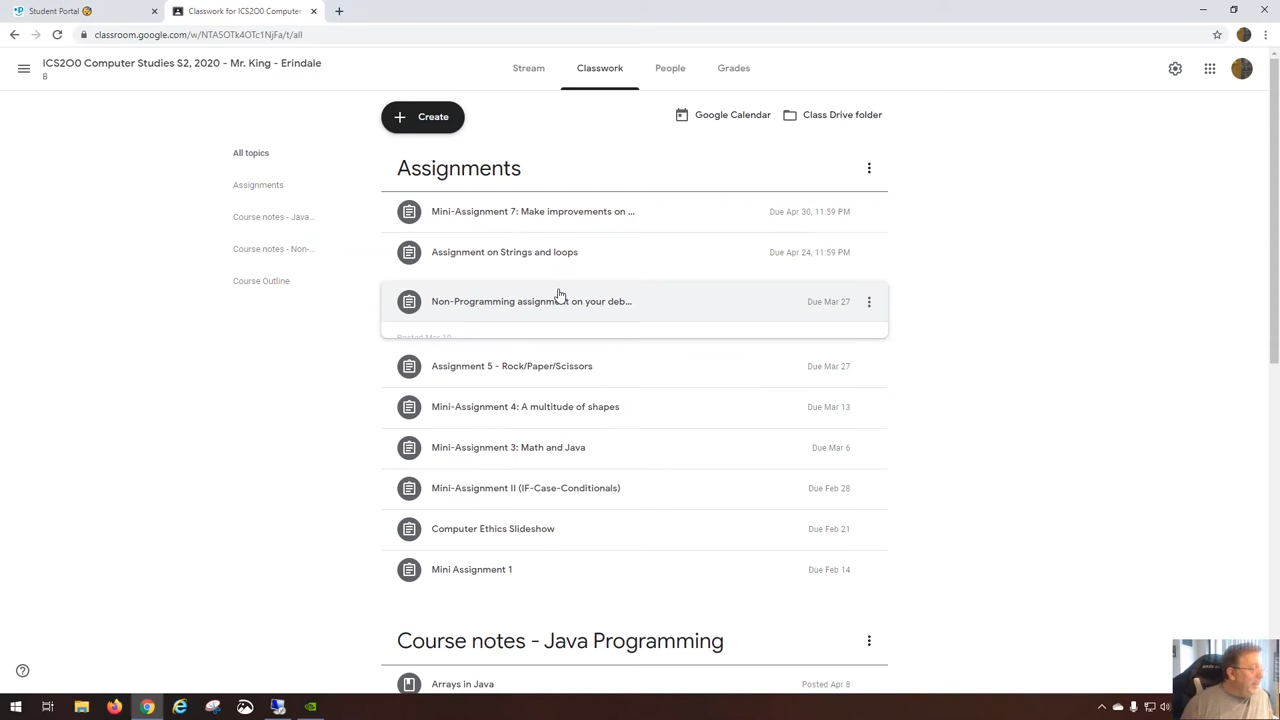 Student Portal
Classwork for ICS2O0 Computer
classroom.google.com/w/NTA5OTk4OTc1NjFa/t/all
ICS2O0 Computer Studies S2, 2020 - Mr. King - Erindale
B
Stream
Classwork
People
Grades
Create
Google Calendar
Class Drive folder
All topics
Assignments
Course notes - Java...
Course notes - Non-...
Course Outline
Assignments
Mini-Assignment 7: Make improvements on ...
Due Apr 30, 11:59 PM
Assignment on Strings and loops
Due Apr 24, 11:59 PM
Non-Programming assignment on your deb...
Due Mar 27
Assignment 5 - Rock/Paper/Scissors
Due Mar 27
Mini-Assignment 4: A multitude of shapes
Due Mar 13
Mini-Assignment 3: Math and Java
Due Mar 6
Mini-Assignment II (IF-Case-Conditionals)
Due Feb 28
Computer Ethics Slideshow
Due Feb 21
Mini Assignment 1
Due Feb 14
Course notes - Java Programming
Arrays in Java
Posted Apr 8